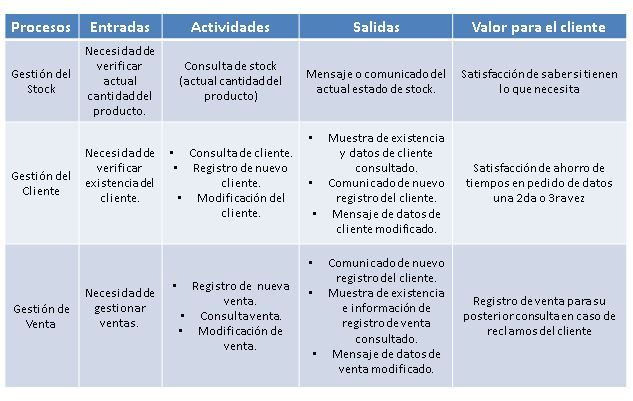 Procesos Entradas Actividades Salidas Valor para el cliente
Gestión del
Stock
Necesidad de
verificar
actual
cantidad del
producto.
Consulta de stock
(actual cantidad del
producto)
Mensaje o comunicado del
actual estado de stock.
Satisfacción de saber si tienen
lo que necesita
Gestión del
Cliente
Necesidad de
verificar
existencia del
cliente.
• Consulta de cliente.
• Registro de nuevo
cliente.
• Modificación del
cliente.
• Muestra de existencia
y datos de cliente
consultado.
• Comunicado de nuevo
registro del cliente.
• Mensaje de datos de
cliente modificado.
Satisfacción de ahorro de
tiempos en pedido de datos
una 2da o 3ra vez
Gestión de
Venta
Necesidad de
gestionar
ventas.
• Registro de nueva
venta.
• Consulta venta.
• Modificación de
venta.
• Comunicado de nuevo
registro del cliente.
• Muestra de existencia
e información de
registro de venta
consultado.
• Mensaje de datos de
venta modificado.
Registro de venta para su
posterior consulta en caso de
reclamos del cliente